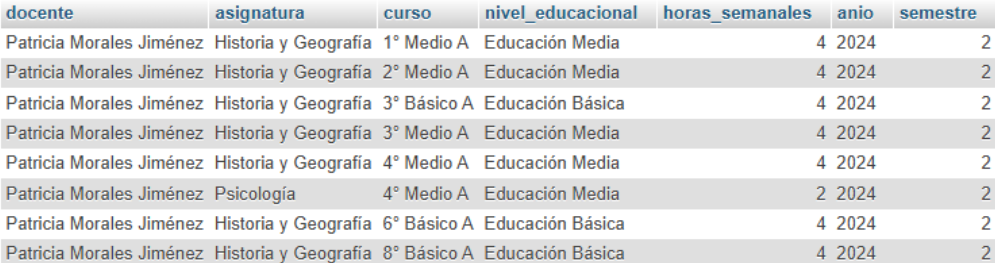 docente asignatura curso nivel_educacional horas_semanales anio semestre
Patricia Morales Jiménez Historia y Geografía 1° Medio A Educación Media 4 2024 2
Patricia Morales Jiménez Historia y Geografía 2° Medio A Educación Media 4 2024 2
Patricia Morales Jiménez Historia y Geografía 3° Básico A Educación Básica 4 2024 2
Patricia Morales Jiménez Historia y Geografía 3° Medio A Educación Media 4 2024 2
Patricia Morales Jiménez Historia y Geografía 4° Medio A Educación Media 4 2024 2
Patricia Morales Jiménez Psicología 4° Medio A Educación Media 2 2024 2
Patricia Morales Jiménez Historia y Geografía 6° Básico A Educación Básica 4 2024 2
Patricia Morales Jiménez Historia y Geografía 8° Básico A Educación Básica 4 2024 2